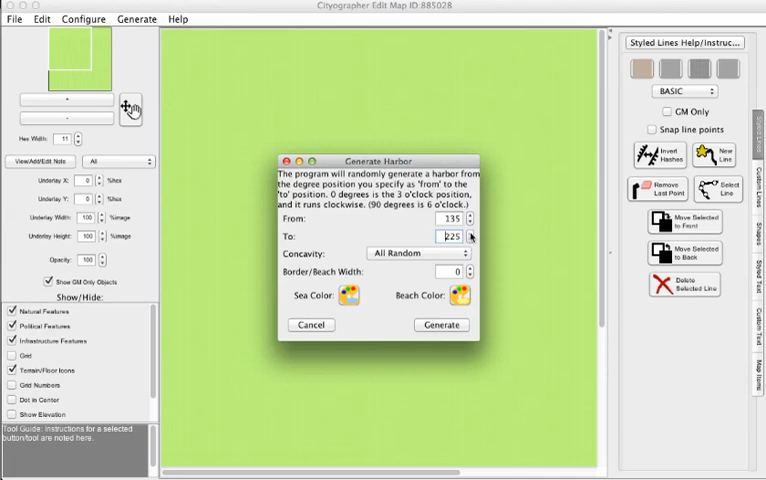 Cityographer Edit Map ID:885028
File Edit Configure Generate Help
+
-
Hex Width: 11
View/Add/Edit Note All
Underlay X: 0 %hex
Underlay Y: 0 %hex
Underlay Width: 100 %image
Underlay Height: 100 %image
Opacity: 100
Show GM Only Objects
Show/Hide:
Natural Features
Political Features
Infrastructure Features
Grid
Terrain/Floor Icons
Grid Numbers
Dot in Center
Show Elevation
Tool Guide: Instructions for a selected
button/tool are noted here.
Generate Harbor
The program will randomly generate a harbor from
the degree position you specify as 'from' to the
'to' position. 0 degrees is the 3 o'clock position,
and it runs clockwise. (90 degrees is 6 o'clock.)
From: 135
To: 225
Concavity: All Random
Border/Beach Width: 0
Sea Color: Beach Color:
Cancel Generate
Styled Lines Help/Instruc...
BASIC
GM Only
Snap line points
Invert
Hashes
New
Line
Remove
Last Point
Select
Line
Move Selected
to Front
Move Selected
to Back
Delete
Selected Line
Styled Lines
Custom Lines
Shapes
Styled Text
Custom Text
Map Items